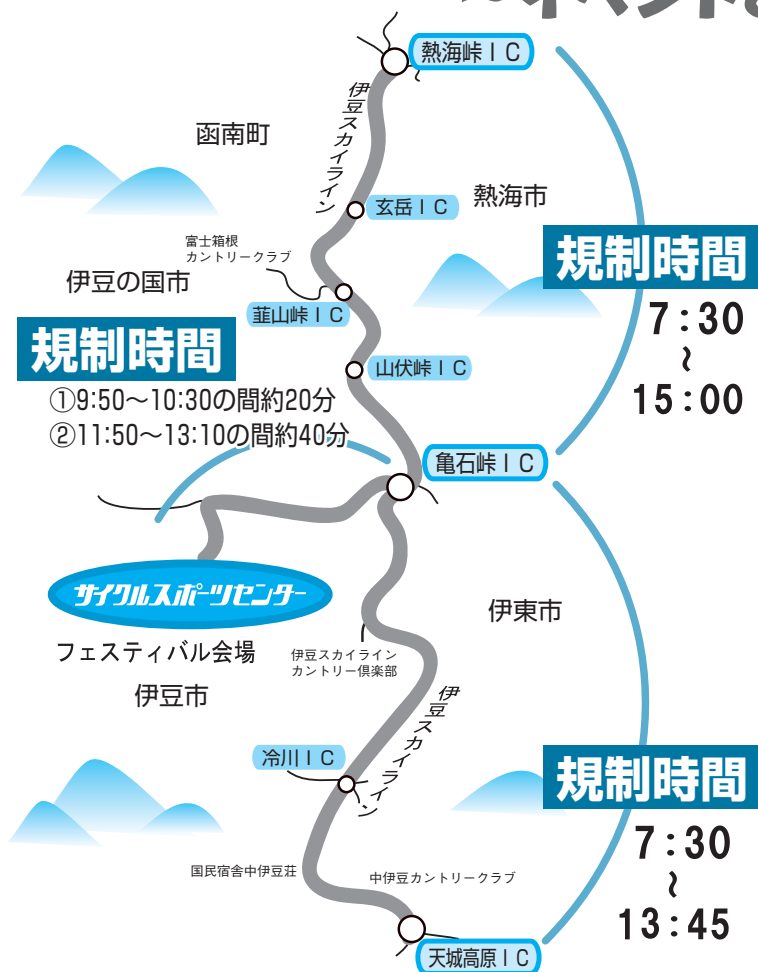 熱海峠IC
伊豆スカイライン
函南町
玄岳IC
熱海市
富士箱根
カントリークラブ
伊豆の国市
韮山峠IC
規制時間
7:30
~
15:00
規制時間
①9:50~10:30の間約20分
②11:50~13:10の間約40分
山伏峠IC
亀石峠IC
サイクルスポーツセンター
フェスティバル会場
伊豆市
伊豆スカイライン
カントリー倶楽部
伊東市
伊豆スカイライン
冷川IC
規制時間
7:30
~
13:45
国民宿舎中伊豆荘
中伊豆カントリークラブ
天城高原IC